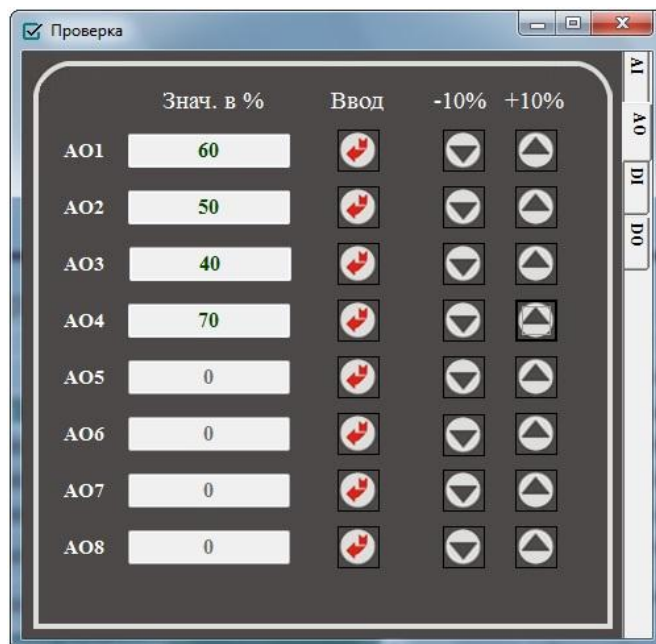 Проверка
Знач. в % Ввод -10% +10%
AO1 60
AO2 50
AO3 40
AO4 70
AO5 0
AO6 0
AO7 0
AO8 0
AI
AO
DI
DO